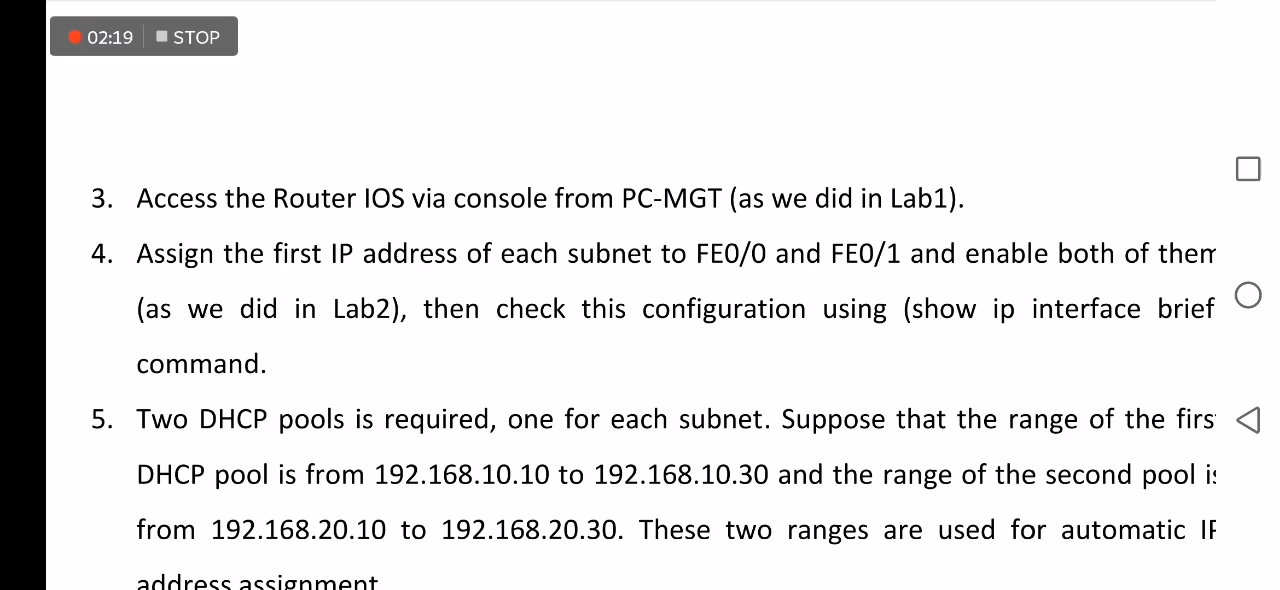 02:19 STOP
3. Access the Router IOS via console from PC-MGT (as we did in Lab1).
4. Assign the first IP address of each subnet to FE0/0 and FE0/1 and enable both of them
(as we did in Lab2), then check this configuration using (show ip interface brief
command.
5. Two DHCP pools is required, one for each subnet. Suppose that the range of the firs
DHCP pool is from 192.168.10.10 to 192.168.10.30 and the range of the second pool is
from 192.168.20.10 to 192.168.20.30. These two ranges are used for automatic IP
address assignment